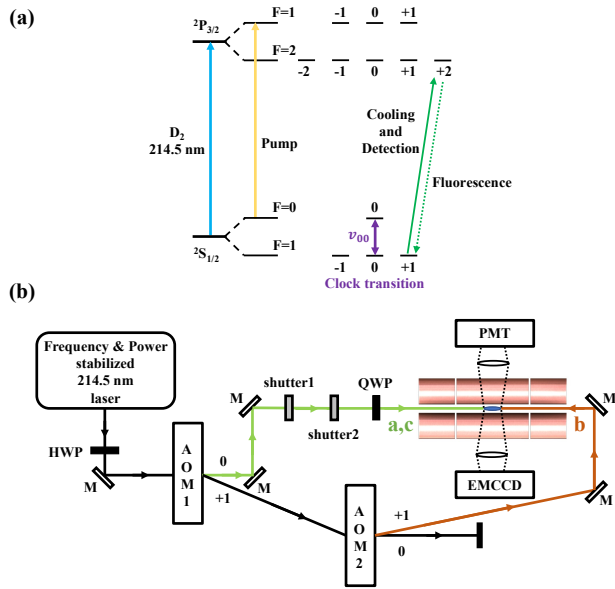 (a)
²P₃/₂
F=1
-1 0 +1
F=2
-2 -1 0 +1 +2
D₂
214.5 nm
Pump
Cooling
and
Detection
Fluorescence
F=0
0
ν₀₀
²S₁/₂
F=1
-1 0 +1
Clock transition
(b)
Frequency & Power
stabilized
214.5 nm
laser
HWP
M
AOM1
0
+1
M
M
shutter1
shutter2
QWP
a,c
PMT
b
M
EMCCD
M
AOM2
+1
0